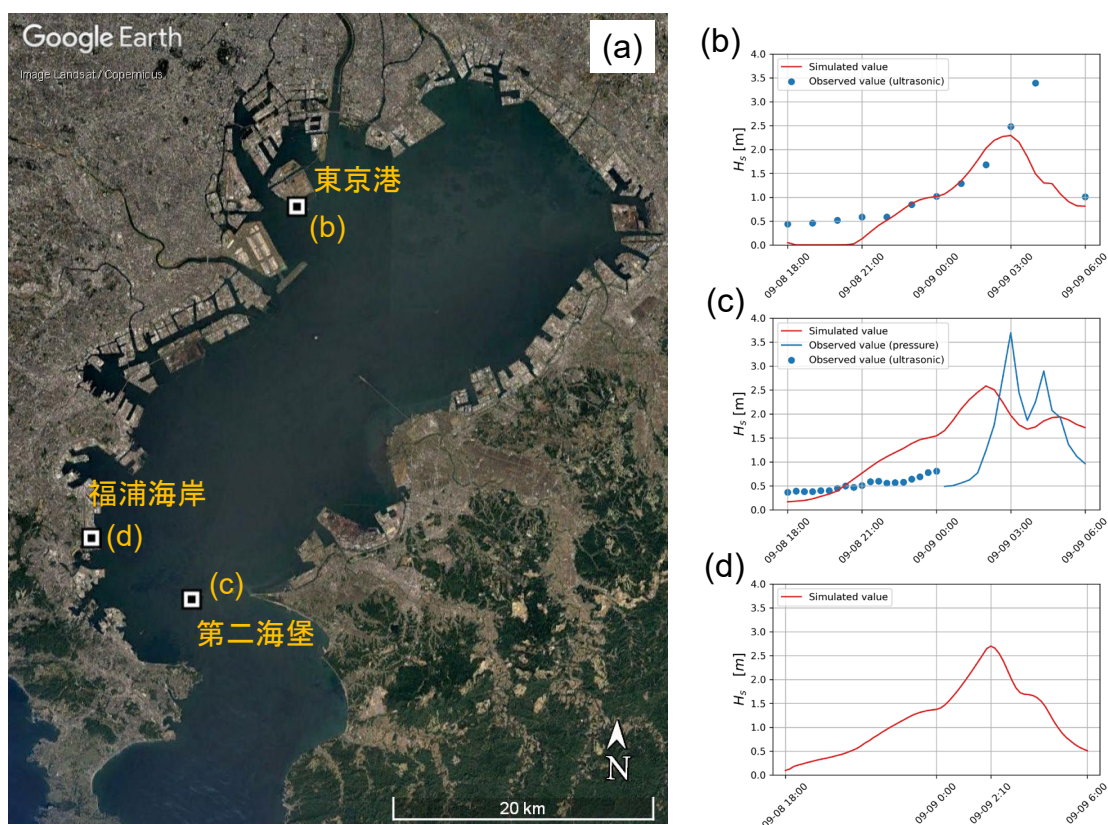 Google Earth
Image Landsat / Copernicus
(a)
東京港
(b)
福浦海岸
(d)
(c)
第二海堡
N
20 km
(b)
4.0
3.5
3.0
2.5
2.0
1.5
1.0
0.5
0.0
Hs [m]
Simulated value
Observed value (ultrasonic)
09-08 18:00
09-08 21:00
09-09 00:00
09-09 03:00
09-09 06:00
(c)
4.0
3.5
3.0
2.5
2.0
1.5
1.0
0.5
0.0
Hs [m]
Simulated value
Observed value (pressure)
Observed value (ultrasonic)
09-08 18:00
09-08 21:00
09-09 00:00
09-09 03:00
09-09 06:00
(d)
4.0
3.5
3.0
2.5
2.0
1.5
1.0
0.5
0.0
Hs [m]
Simulated value
09-08 18:00
09-09 0:00
09-09 2:10
09-09 6:00